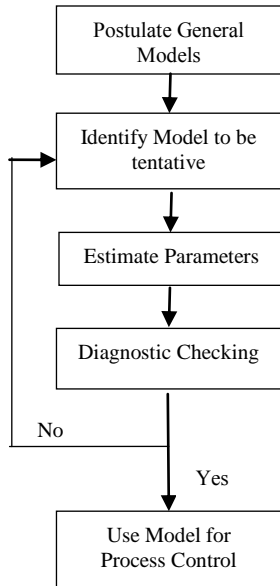 Postulate General
Models
Identify Model to be
tentative
Estimate Parameters
Diagnostic Checking
No
Yes
Use Model for
Process Control